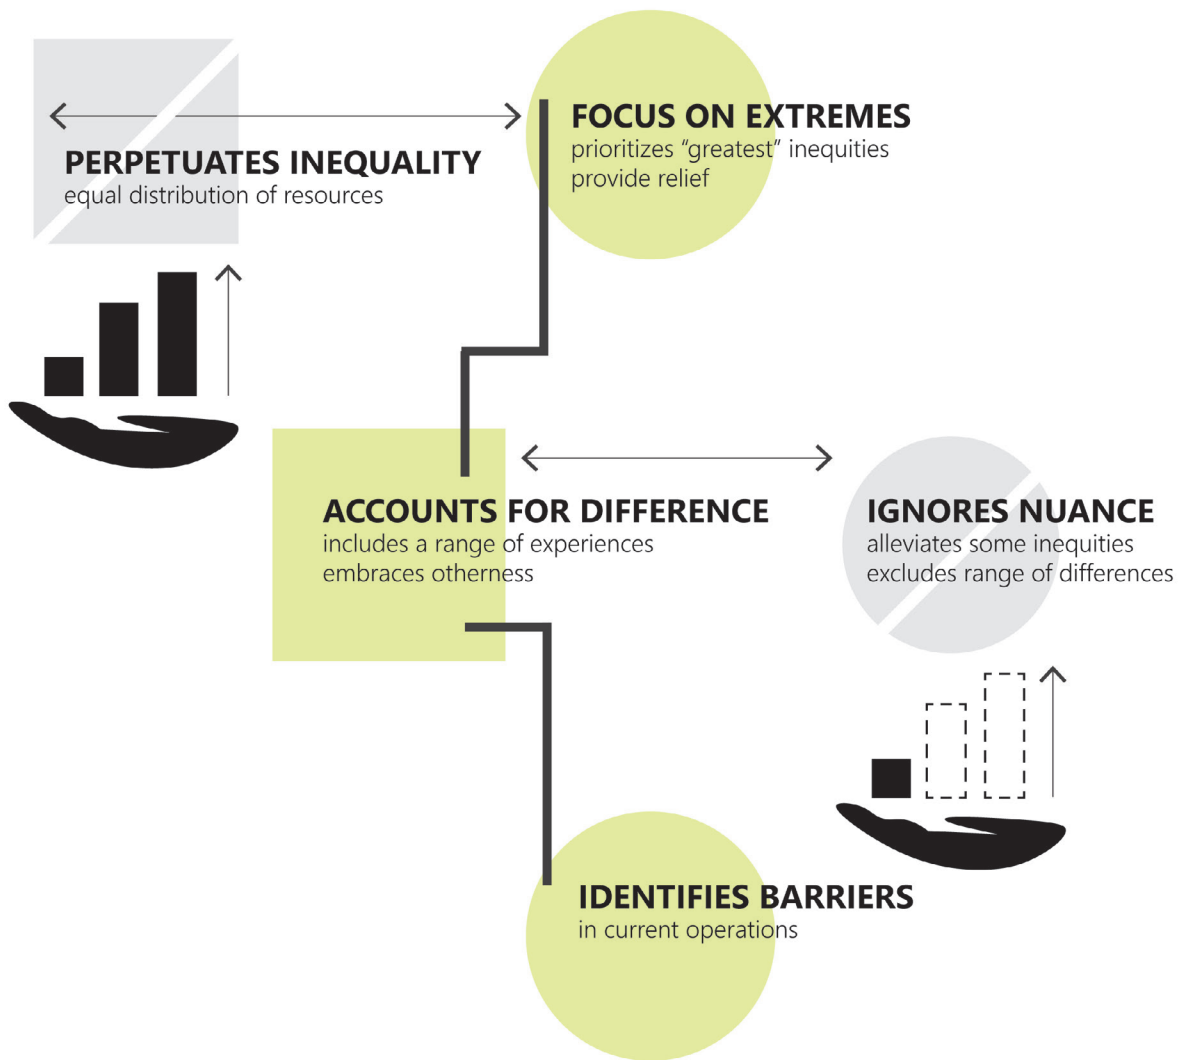 PERPETUATES INEQUALITY
equal distribution of resources
FOCUS ON EXTREMES
prioritizes “greatest” inequities
provide relief
ACCOUNTS FOR DIFFERENCE
includes a range of experiences
embraces otherness
IGNORES NUANCE
alleviates some inequities
excludes range of differences
IDENTIFIES BARRIERS
in current operations